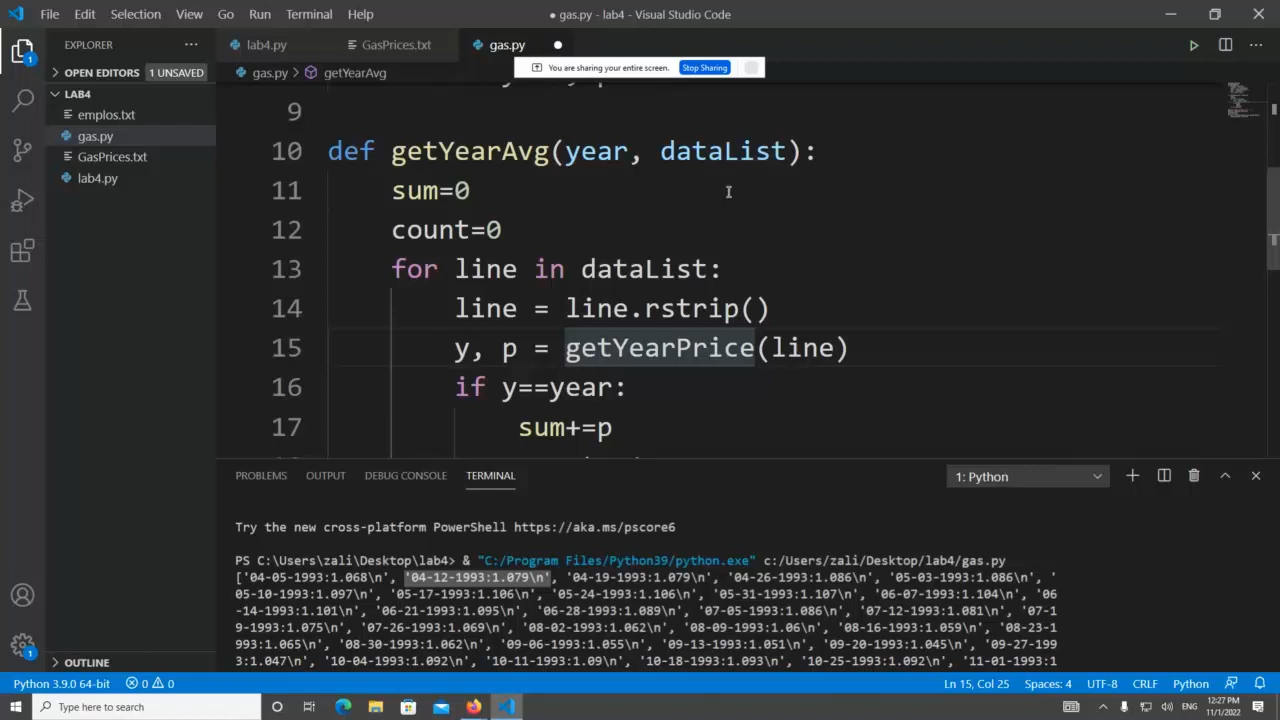 File Edit Selection View Go Run Terminal Help
● gas.py - lab4 - Visual Studio Code
EXPLORER
lab4.py GasPrices.txt gas.py
You are sharing your entire screen. Stop Sharing
OPEN EDITORS 1 UNSAVED
gas.py > getYearAvg
LAB4
emplos.txt
gas.py
GasPrices.txt
lab4.py
9
10 def getYearAvg(year, dataList):
11 sum=0
12 count=0
13 for line in dataList:
14 line = line.rstrip()
15 y, p = getYearPrice(line)
16 if y==year:
17 sum+=p
PROBLEMS OUTPUT DEBUG CONSOLE TERMINAL 1: Python
Try the new cross-platform PowerShell https://aka.ms/pscore6
PS C:\Users\zali\Desktop\lab4> & "C:/Program Files/Python39/python.exe" c:/Users/zali/Desktop/lab4/gas.py
['04-05-1993:1.068\n', '04-12-1993:1.079\n', '04-19-1993:1.079\n', '04-26-1993:1.086\n', '05-03-1993:1.086\n', '
05-10-1993:1.097\n', '05-17-1993:1.106\n', '05-24-1993:1.106\n', '05-31-1993:1.107\n', '06-07-1993:1.104\n', '06
-14-1993:1.101\n', '06-21-1993:1.095\n', '06-28-1993:1.089\n', '07-05-1993:1.086\n', '07-12-1993:1.081\n', '07-1
9-1993:1.075\n', '07-26-1993:1.069\n', '08-02-1993:1.062\n', '08-09-1993:1.06\n', '08-16-1993:1.059\n', '08-23-1
993:1.065\n', '08-30-1993:1.062\n', '09-06-1993:1.055\n', '09-13-1993:1.051\n', '09-20-1993:1.045\n', '09-27-199
3:1.047\n', '10-04-1993:1.092\n', '10-11-1993:1.09\n', '10-18-1993:1.093\n', '10-25-1993:1.092\n', '11-01-1993:1
OUTLINE
Python 3.9.0 64-bit 0 0 Ln 15, Col 25 Spaces: 4 UTF-8 CRLF Python
Type here to search
ENG
12:27 PM
11/1/2022